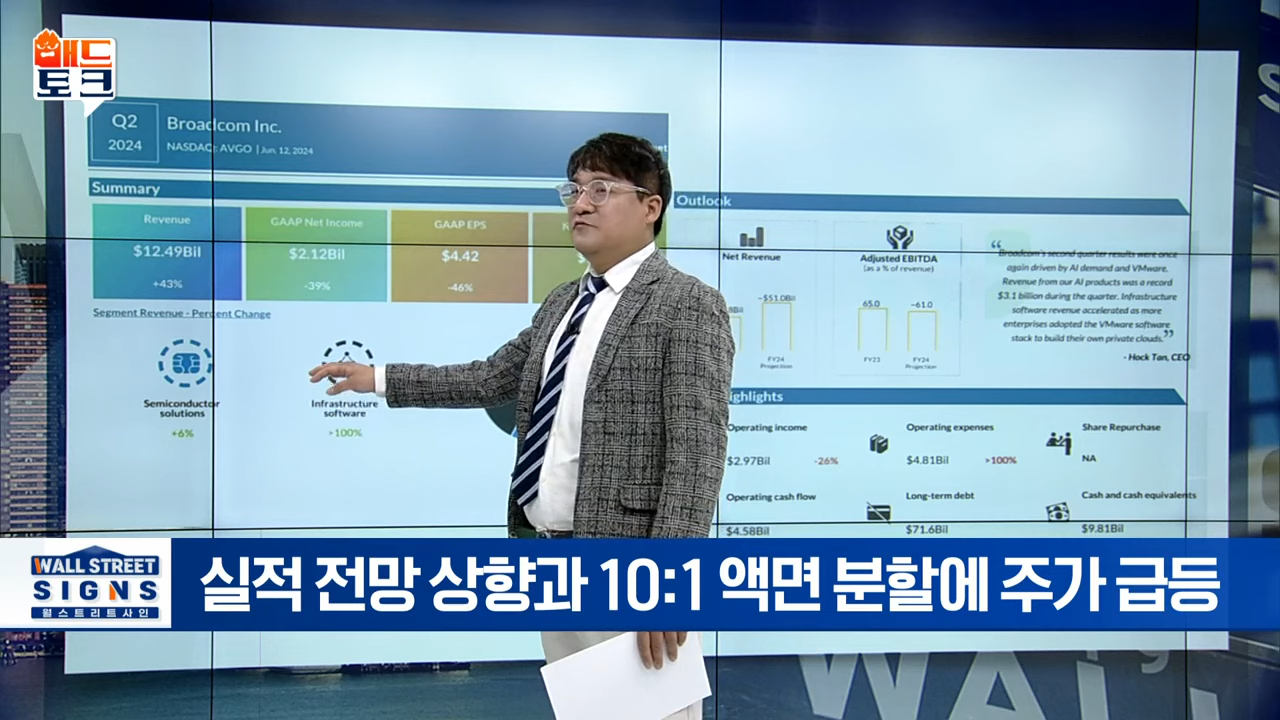 매드
토크
Q2
2024
Broadcom Inc.
NASDAQ: AVGO | Jun. 12, 2024
Summary
Revenue
$12.49Bil
+43%
GAAP Net Income
$2.12Bil
-39%
GAAP EPS
$4.42
-46%
Segment Revenue - Percent Change
Semiconductor
solutions
+6%
Infrastructure
software
>100%
Outlook
Net Revenue
~$51.0Bil
FY24
Projection
Adjusted EBITDA
(as a % of revenue)
65.0
~61.0
FY23
FY24
Projection
“Broadcom's second quarter results were once
again driven by AI demand and VMware.
Revenue from our AI products was a record
$3.1 billion during the quarter. Infrastructure
software revenue accelerated as more
enterprises adopted the VMware software
stack to build their own private clouds.”
- Hock Tan, CEO
ighlights
Operating income
$2.97Bil -26%
Operating expenses
$4.81Bil >100%
Share Repurchase
NA
Operating cash flow
$4.58Bil
Long-term debt
$71.6Bil
Cash and cash equivalents
$9.81Bil
WALL STREET
SIGNS
월스트리트사인
실적 전망 상향과 10:1 액면 분할에 주가 급등